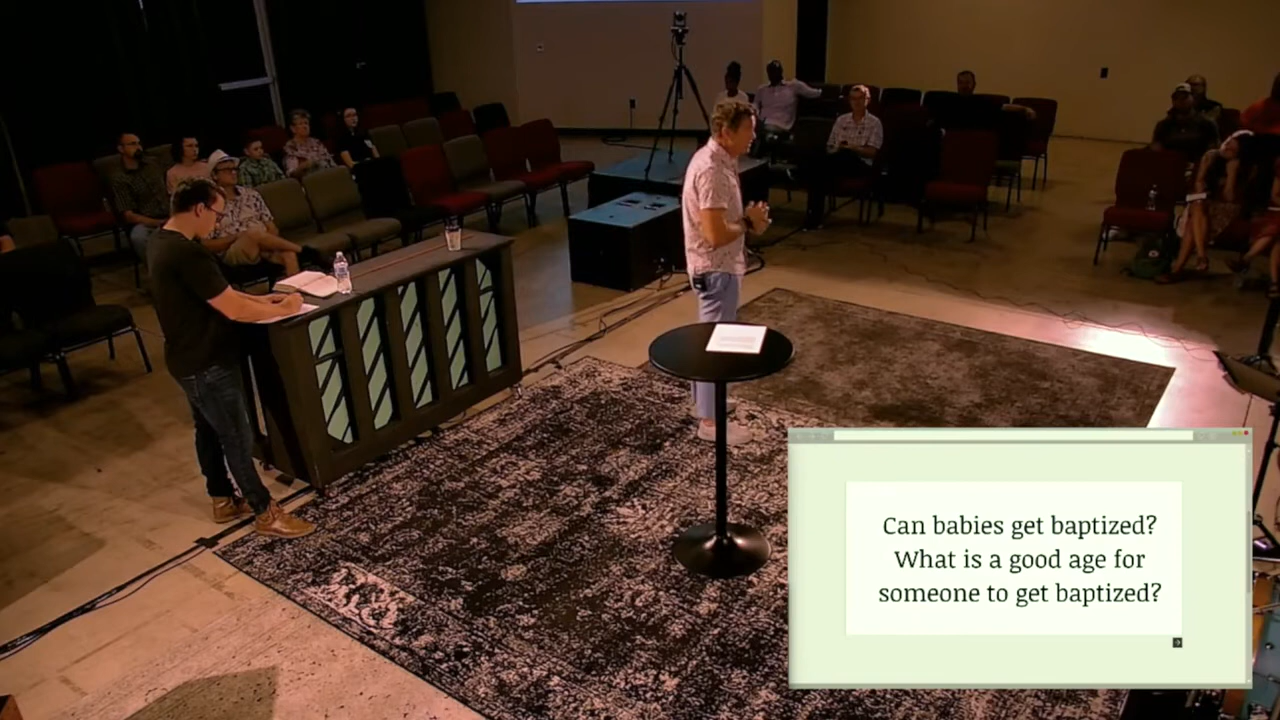 Can babies get baptized?
What is a good age for
someone to get baptized?